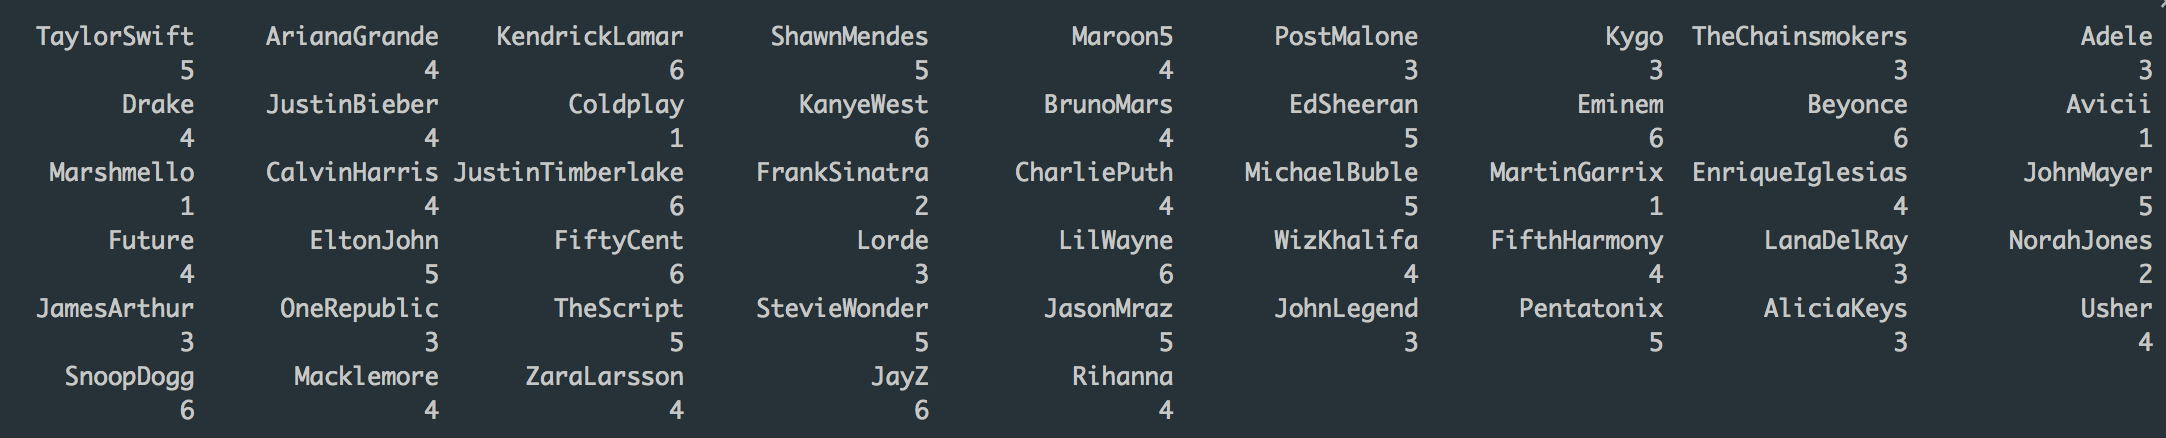 TaylorSwift ArianaGrande KendrickLamar ShawnMendes Maroon5 PostMalone Kygo TheChainsmokers Adele
5 4 6 5 4 3 3 3 3
Drake JustinBieber Coldplay KanyeWest BrunoMars EdSheeran Eminem Beyonce Avicii
4 4 1 6 4 5 6 6 1
Marshmello CalvinHarris JustinTimberlake FrankSinatra CharliePuth MichaelBuble MartinGarrix EnriqueIglesias JohnMayer
1 4 6 2 4 5 1 4 5
Future EltonJohn FiftyCent Lorde LilWayne WizKhalifa FifthHarmony LanaDelRay NorahJones
4 5 6 3 6 4 4 3 2
JamesArthur OneRepublic TheScript StevieWonder JasonMraz JohnLegend Pentatonix AliciaKeys Usher
3 3 5 5 5 3 5 3 4
SnoopDogg Macklemore ZaraLarsson JayZ Rihanna
6 4 4 6 4